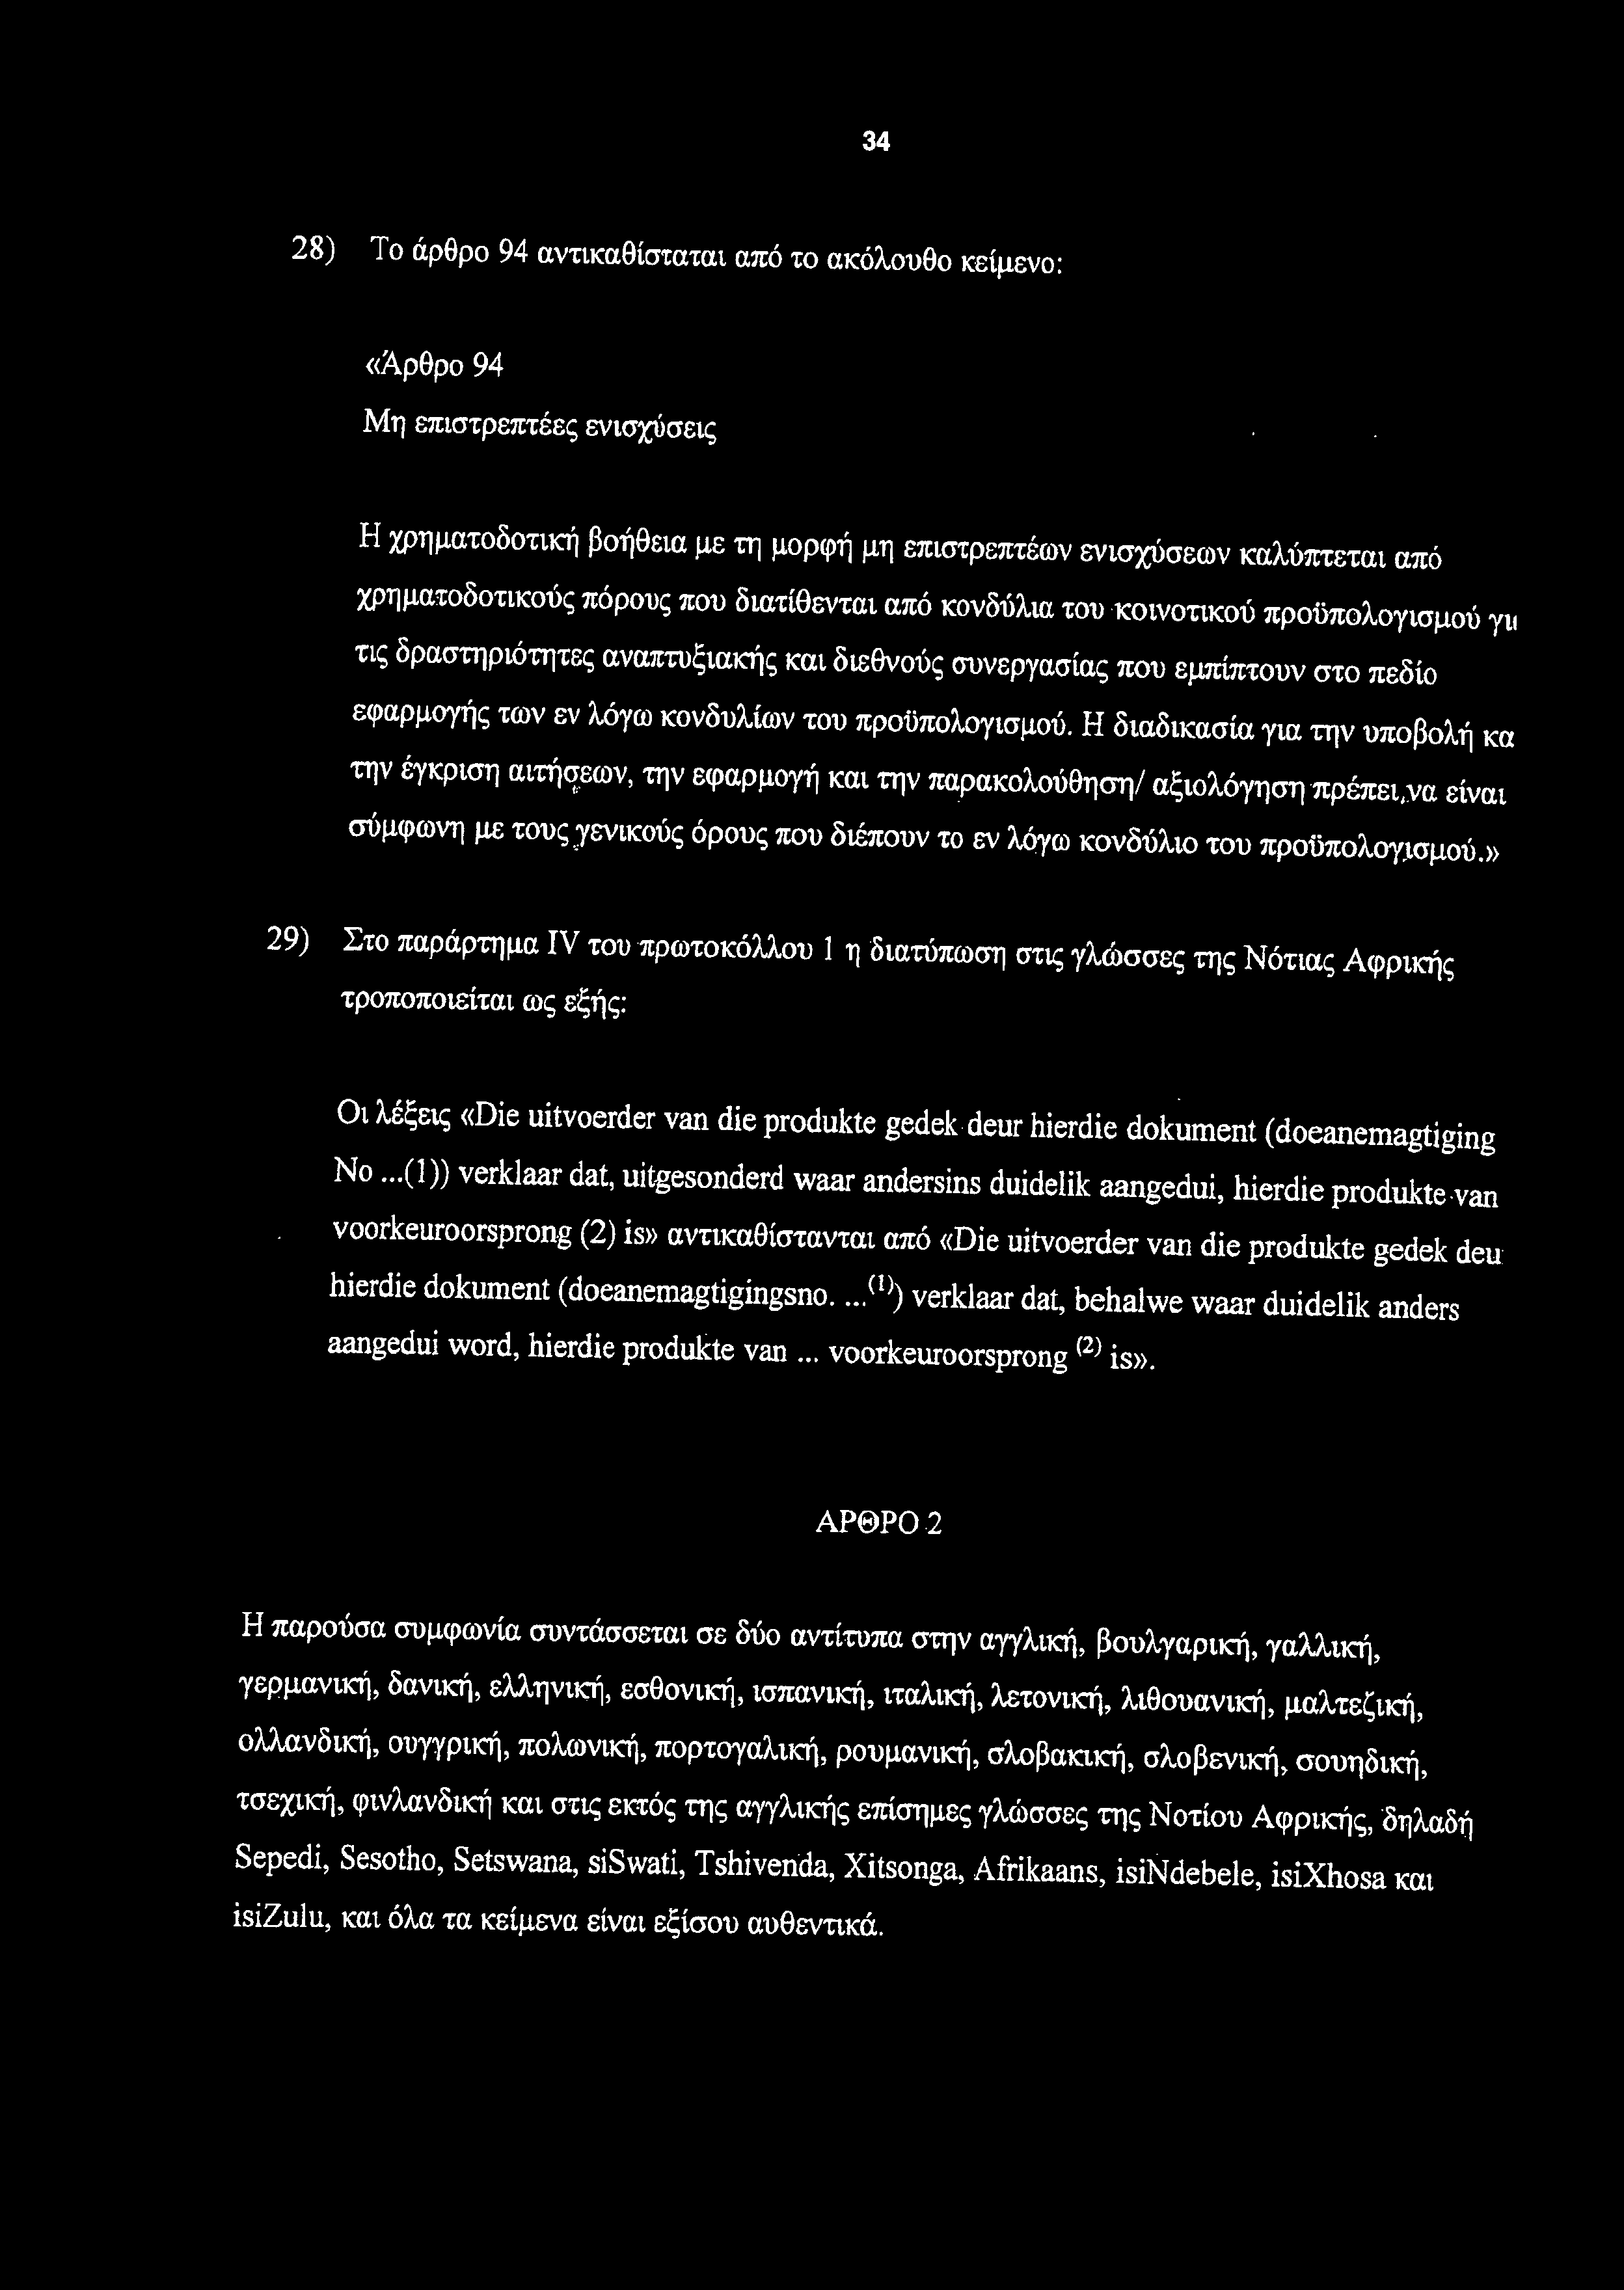 34
28) Το άρθρο 94 αντικαθίσταται από το ακόλουθο κείμενο:
«Άρθρο 94
Μη επιστρεπτέες ενισχύσεις
Η χρηματοδοτική βοήθεια με τη μορφή μη επιστρεπτέων ενισχύσεων καλύπτεται από
χρηματοδοτικούς πόρους που διατίθενται από κονδύλια του κοινοτικού προϋπολογισμού
τις δραστηριότητες αναπτυξιακής και διεθνούς συνεργασίας που εμπίπτουν στο πεδίο
εφαρμογής των εν λόγω κονδυλίων του προϋπολογισμού. Η διαδικασία για την υποβολή κα
την έγκριση αιτήσεων, την εφαρμογή και την παρακολούθηση/ αξιολόγηση πρέπει να είναι
σύμφωνη με τους γενικούς όρους που διέπουν το εν λόγω κονδύλιο του προϋπολογισμού.»
29) Στο παράρτημα IV του πρωτοκόλλου 1 η διατύπωση στις γλώσσες της Νότιας Αφρικής
τροποποιείται ως εξής:
Οι λέξεις «Die uitvoerder van die produkte gedek deur hierdie dokument (doeanemagtiging
No ...(1)) verklaar dat, uitgesonderd waar andersins duidelik aangedui, hierdie produkte van
voorkeuroorsprong (2) is» αντικαθίστανται από «Die uitvoerder van die produkte gedek deu
hierdie dokument (doeanemagtigingsno. ...(1)) verklaar dat, behalwe waar duidelik anders
aangedui word, hierdie produkte van ... voorkeuroorsprong (2) is».
ΑΡΘΡΟ 2
Η παρούσα συμφωνία συντάσσεται σε δύο αντίτυπα στην αγγλική, βουλγαρική, γαλλική,
γερμανική, δανική, ελληνική, εσθονική, ισπανική, ιταλική, λετονική, λιθουανική, μαλτεζική,
ολλανδική, ουγγρική, πολωνική, πορτογαλική, ρουμανική, σλοβακική, σλοβενική, σουηδική,
τσεχική, φινλανδική και στις εκτός της αγγλικής επίσημες γλώσσες της Νοτίου Αφρικής, δηλαδή
Sepedi, Sesotho, Setswana, siSwati, Tshivenda, Xitsonga, Afrikaans, isiNdebele, isiXhosa και
isiZulu, και όλα τα κείμενα είναι εξίσου αυθεντικά.